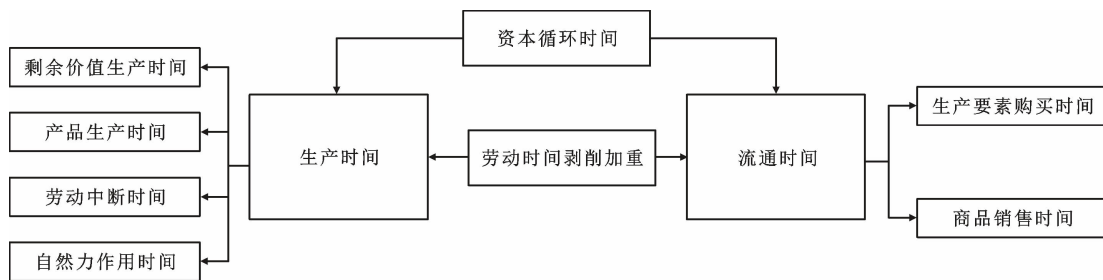 资本循环时间
剩余价值生产时间
产品生产时间
劳动中断时间
自然力作用时间
生产时间
劳动时间剥削加重
流通时间
生产要素购买时间
商品销售时间